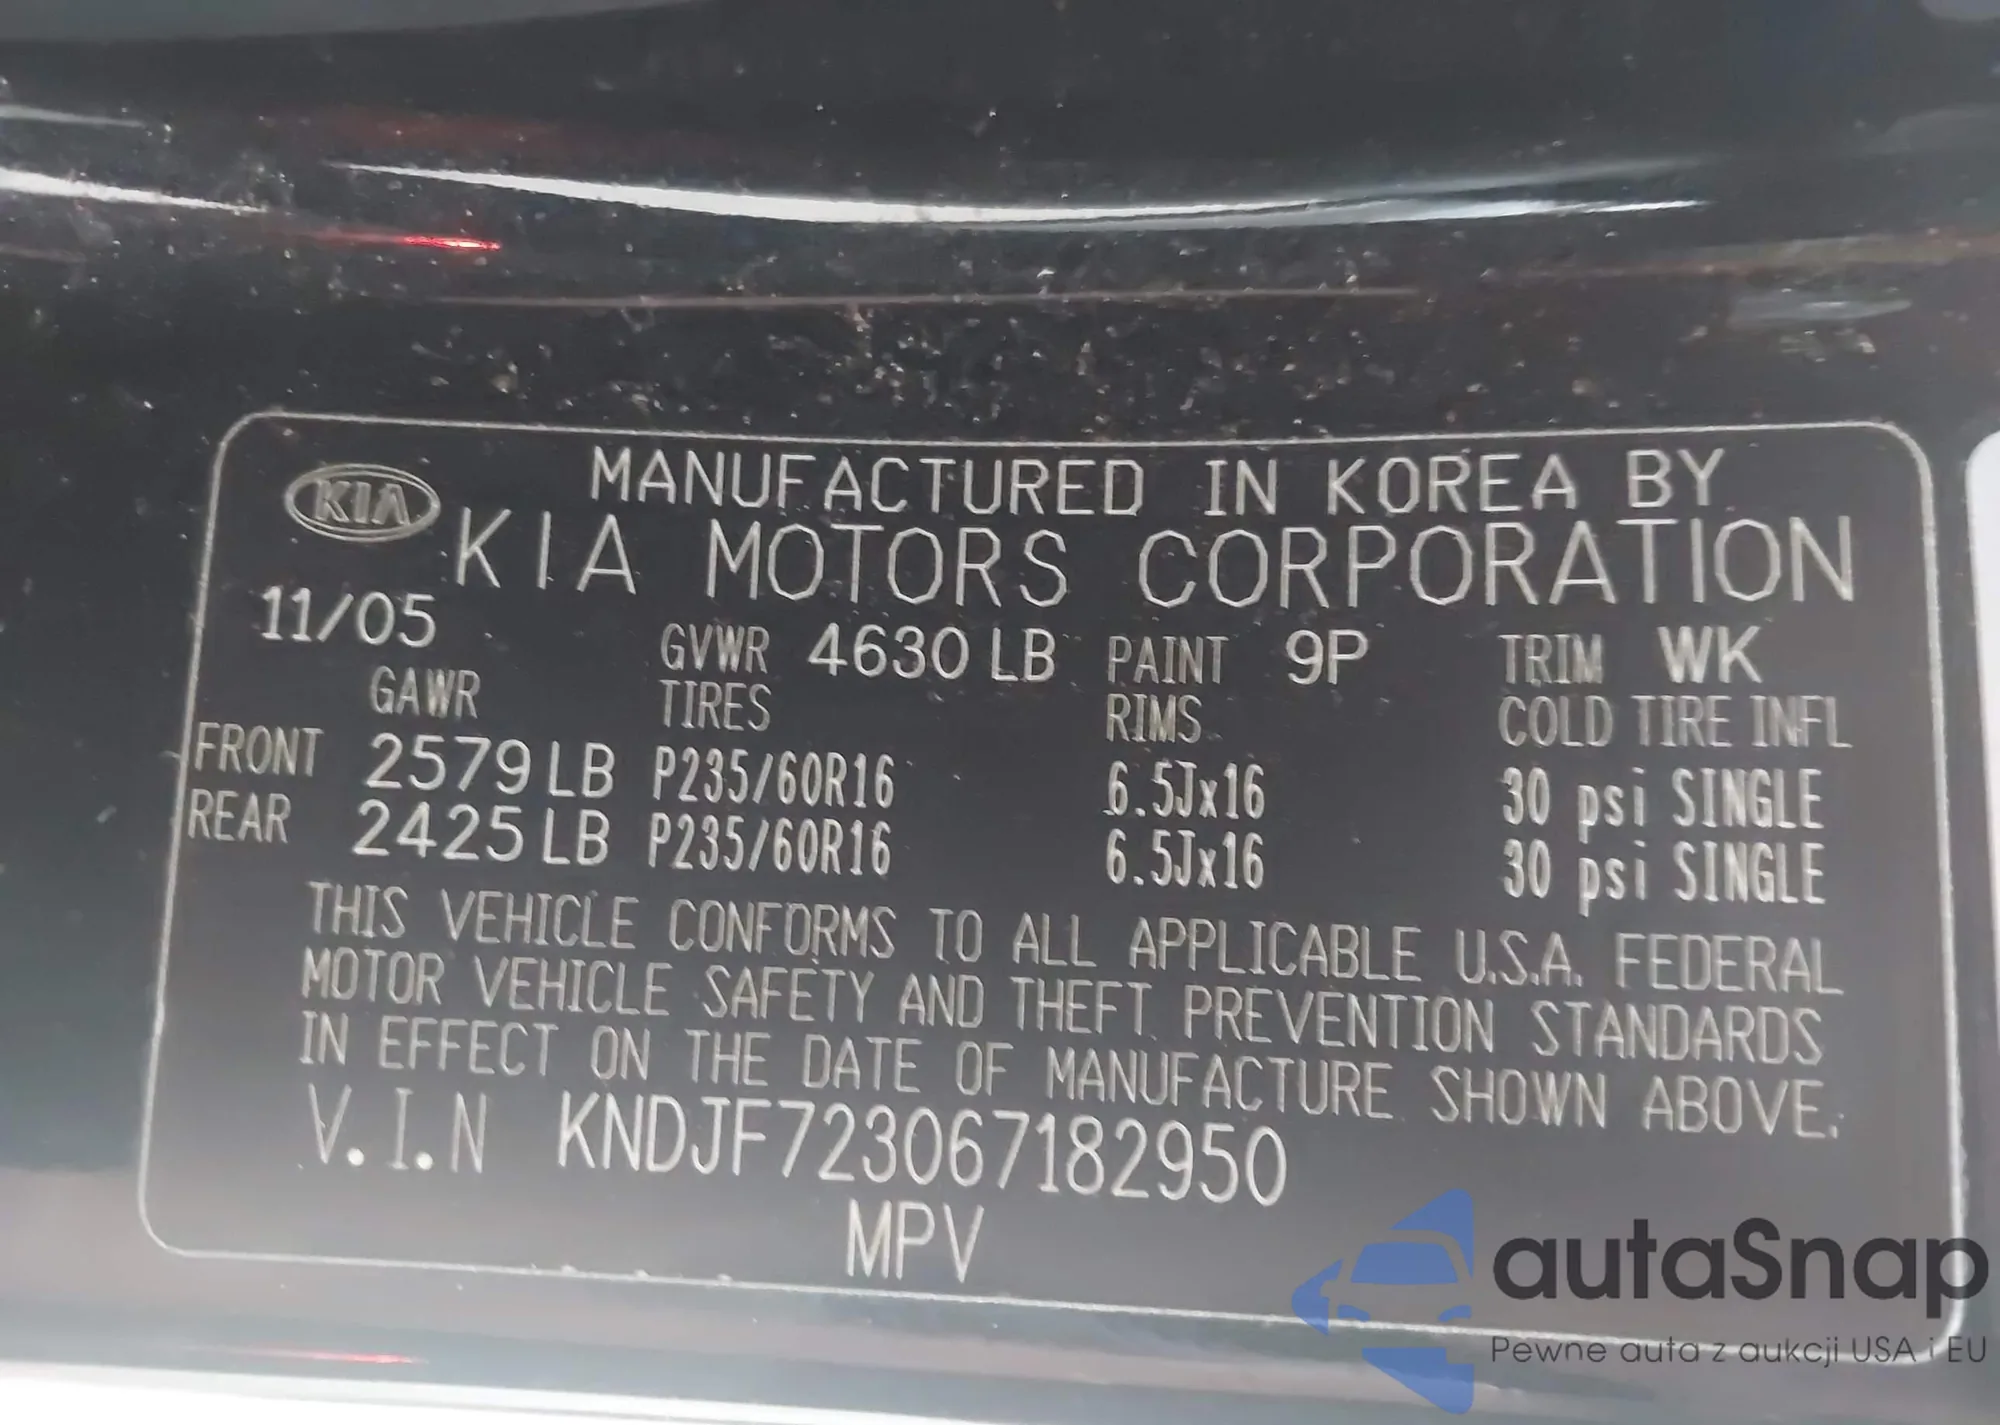 MANUFACTURED IN KOREA BY
KIA KIA MOTORS CORPORATION
11/05 GVWR 4630 LB PAINT 9P TRIM WK
GAWR TIRES RIMS COLD TIRE INFL
FRONT 2579 LB P235/60R16 6.5Jx16 30 psi SINGLE
REAR 2425 LB P235/60R16 6.5Jx16 30 psi SINGLE
THIS VEHICLE CONFORMS TO ALL APPLICABLE U.S.A. FEDERAL
MOTOR VEHICLE SAFETY AND THEFT PREVENTION STANDARDS
IN EFFECT ON THE DATE OF MANUFACTURE SHOWN ABOVE.
V.I.N KNDJF723067182950
MPV
autaSnap
Pewne auta z aukcji USA i EU